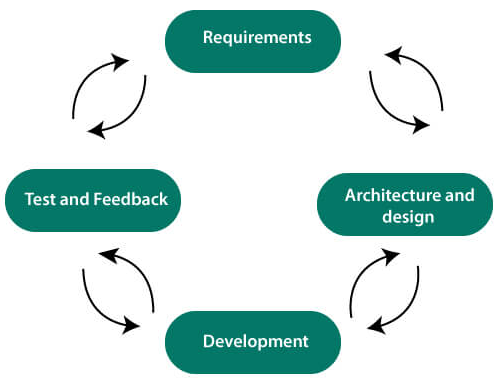 Requirements
Test and Feedback
Architecture and
design
Development